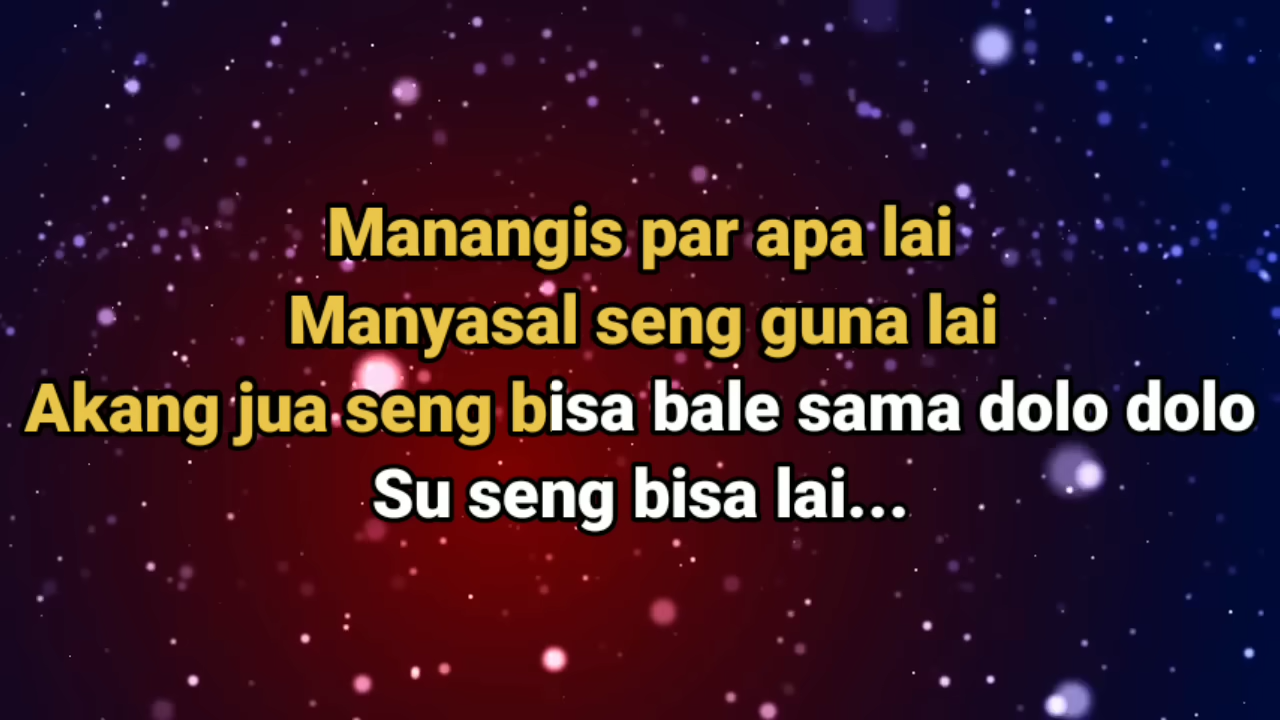 Manangis par apa lai
Manyasal seng guna lai
Akang jua seng bisa bale sama dolo dolo
Su seng bisa lai...